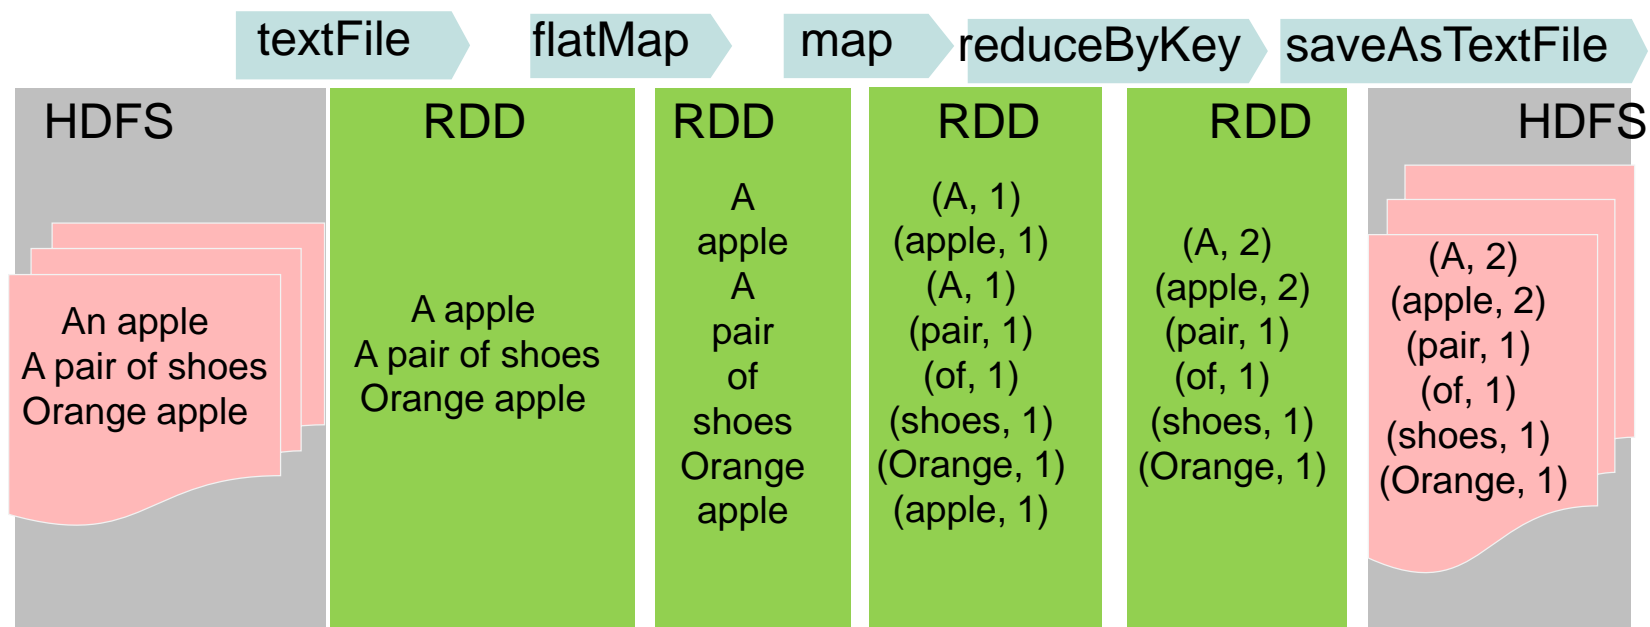 textFile
flatMap
map
reduceByKey
saveAsTextFile
HDFS
An apple
A pair of shoes
Orange apple
RDD
A apple
A pair of shoes
Orange apple
RDD
A
apple
A
pair
of
shoes
Orange
apple
RDD
(A, 1)
(apple, 1)
(A, 1)
(pair, 1)
(of, 1)
(shoes, 1)
(Orange, 1)
(apple, 1)
RDD
(A, 2)
(apple, 2)
(pair, 1)
(of, 1)
(shoes, 1)
(Orange, 1)
HDFS
(A, 2)
(apple, 2)
(pair, 1)
(of, 1)
(shoes, 1)
(Orange, 1)